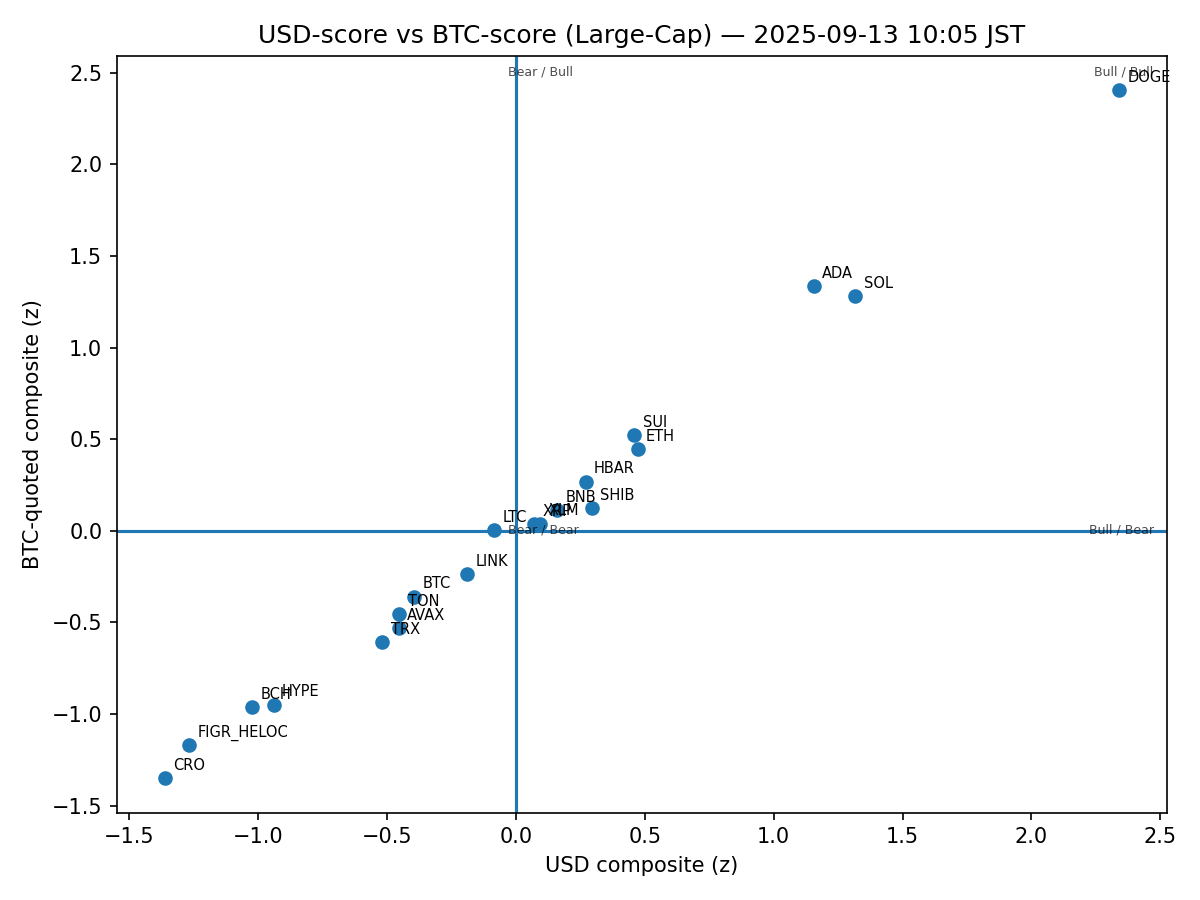 USD-score vs BTC-score (Large-Cap) — 2025-09-13 10:05 JST
Bear / Bull
Bull / Bull
DOGE
2.5
2.0
1.5
1.0
0.5
0.0
−0.5
−1.0
−1.5
BTC-quoted composite (z)
ADA
SOL
SUI
ETH
HBAR
BNB
SHIB
XRP
XLM
LTC
Bear / Bear
Bull / Bear
LINK
BTC
TON
AVAX
TRX
BCH
HYPE
FIGR_HELOC
CRO
−1.5
−1.0
−0.5
0.0
0.5
1.0
1.5
2.0
2.5
USD composite (z)